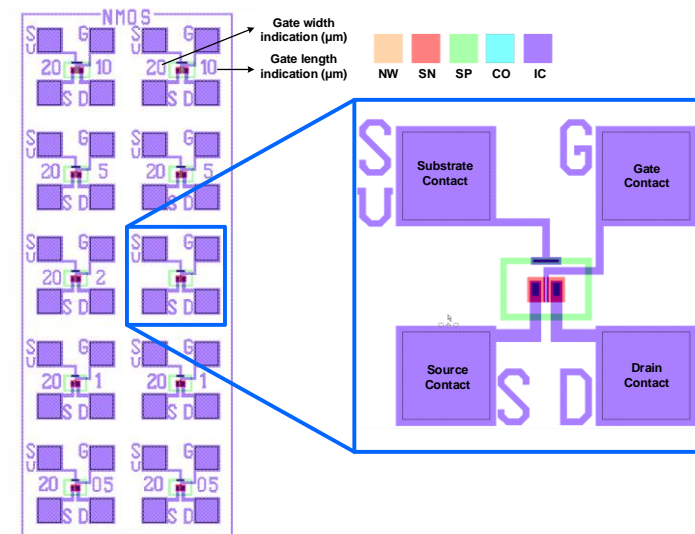 NMOS
Gate width
indication (µm)
Gate length
indication (µm)
NW SN SP CO IC
S G S G
U U
20 10 20 10
S D S D
S G S G
U U
20 5 20 5
S D S D
S G S G
U U
20 2
S D S D
S G S G
U U
20 1 20 1
S D S D
S G S G
U U
20 05 20 05
S D S D
S G
U
Substrate
Contact
Gate
Contact
Source
Contact
Drain
Contact
S D